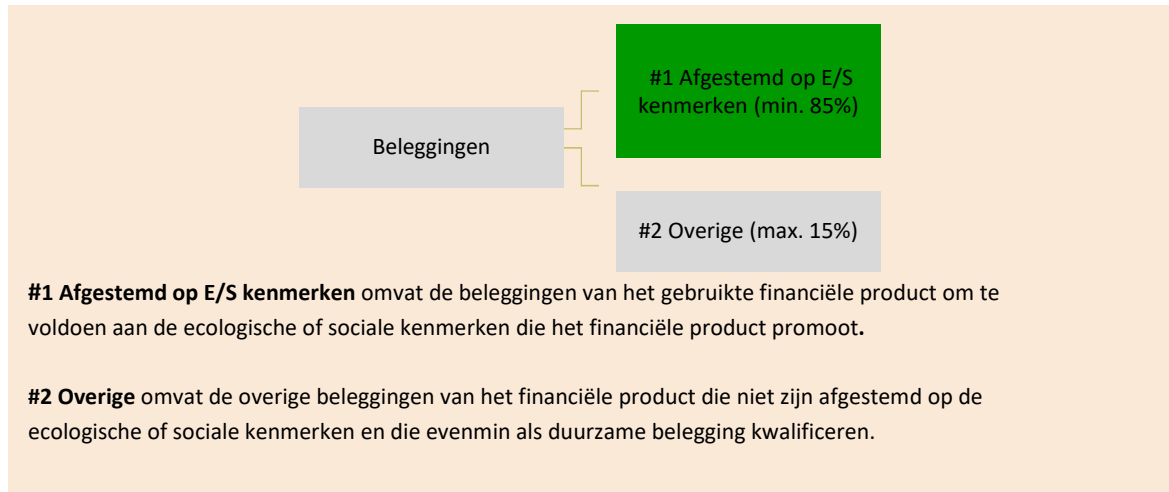 #1 Afgestemd op E/S
kenmerken (min. 85%)
Beleggingen
#2 Overige (max. 15%)
#1 Afgestemd op E/S kenmerken omvat de beleggingen van het gebruikte financiële product om te
voldoen aan de ecologische of sociale kenmerken die het financiële product promoot.
#2 Overige omvat de overige beleggingen van het financiële product die niet zijn afgestemd op de
ecologische of sociale kenmerken en die evenmin als duurzame belegging kwalificeren.